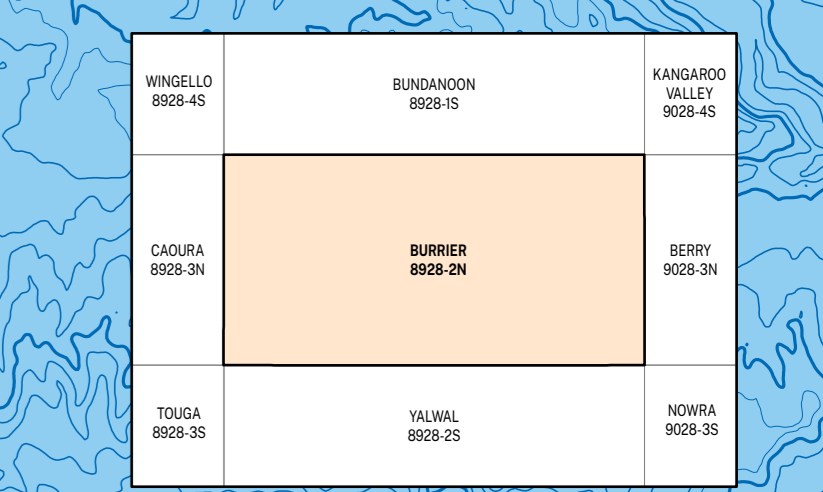 WINGELLO
8928-4S
BUNDANOON
8928-1S
KANGAROO
VALLEY
9028-4S
CAOURA
8928-3N
BURRIER
8928-2N
BERRY
9028-3N
TOUGA
8928-3S
YALWAL
8928-2S
NOWRA
9028-3S